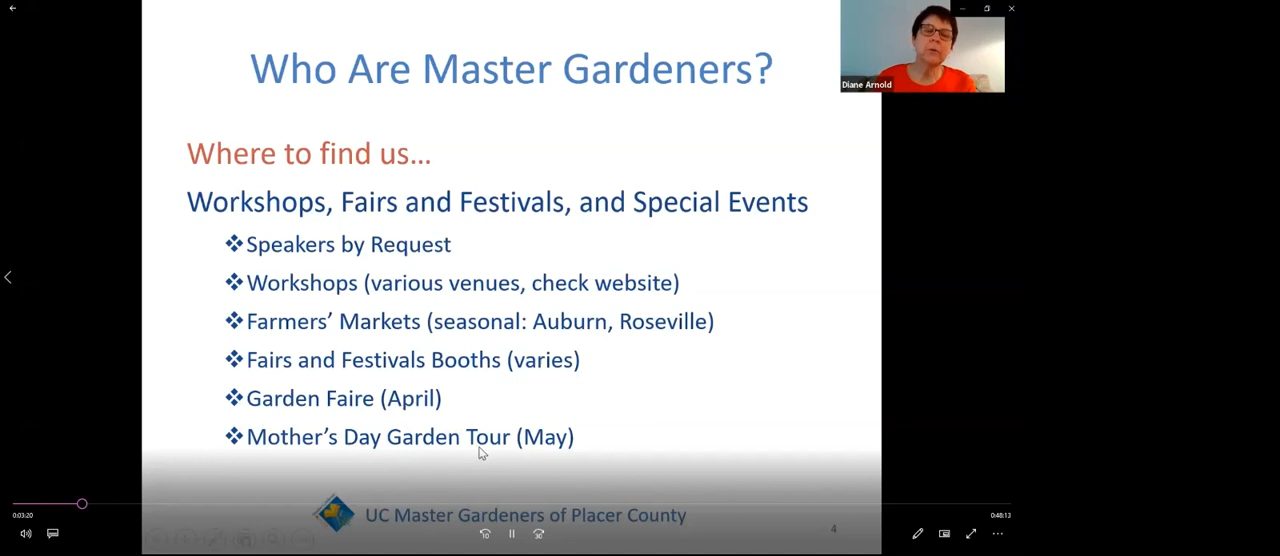 Who Are Master Gardeners?
Diane Arnold
Where to find us...
Workshops, Fairs and Festivals, and Special Events
❖Speakers by Request
❖Workshops (various venues, check website)
❖Farmers’ Markets (seasonal: Auburn, Roseville)
❖Fairs and Festivals Booths (varies)
❖Garden Faire (April)
❖Mother’s Day Garden Tour (May)
UC Master Gardeners of Placer County
4
0:03:20
0:48:13
10
30